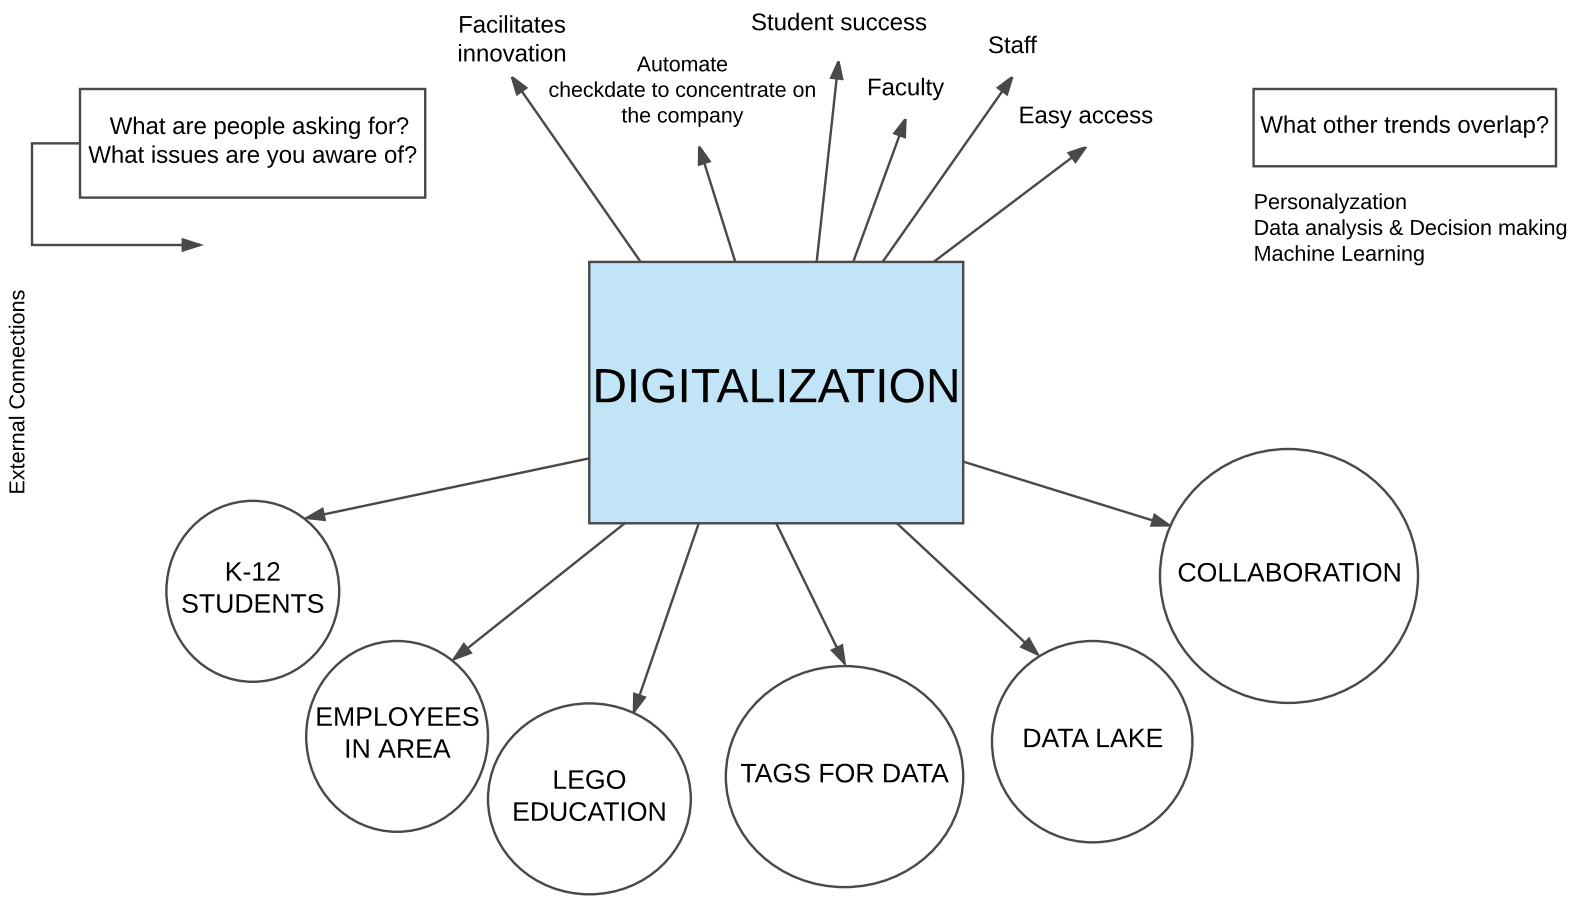 Facilitates
innovation
Automate
checkdate to concentrate on
the company
Student success
Faculty
Staff
Easy access
What are people asking for?
What issues are you aware of?
What other trends overlap?
Personalyzation
Data analysis & Decision making
Machine Learning
External Connections
DIGITALIZATION
K-12
STUDENTS
EMPLOYEES
IN AREA
LEGO
EDUCATION
TAGS FOR DATA
DATA LAKE
COLLABORATION